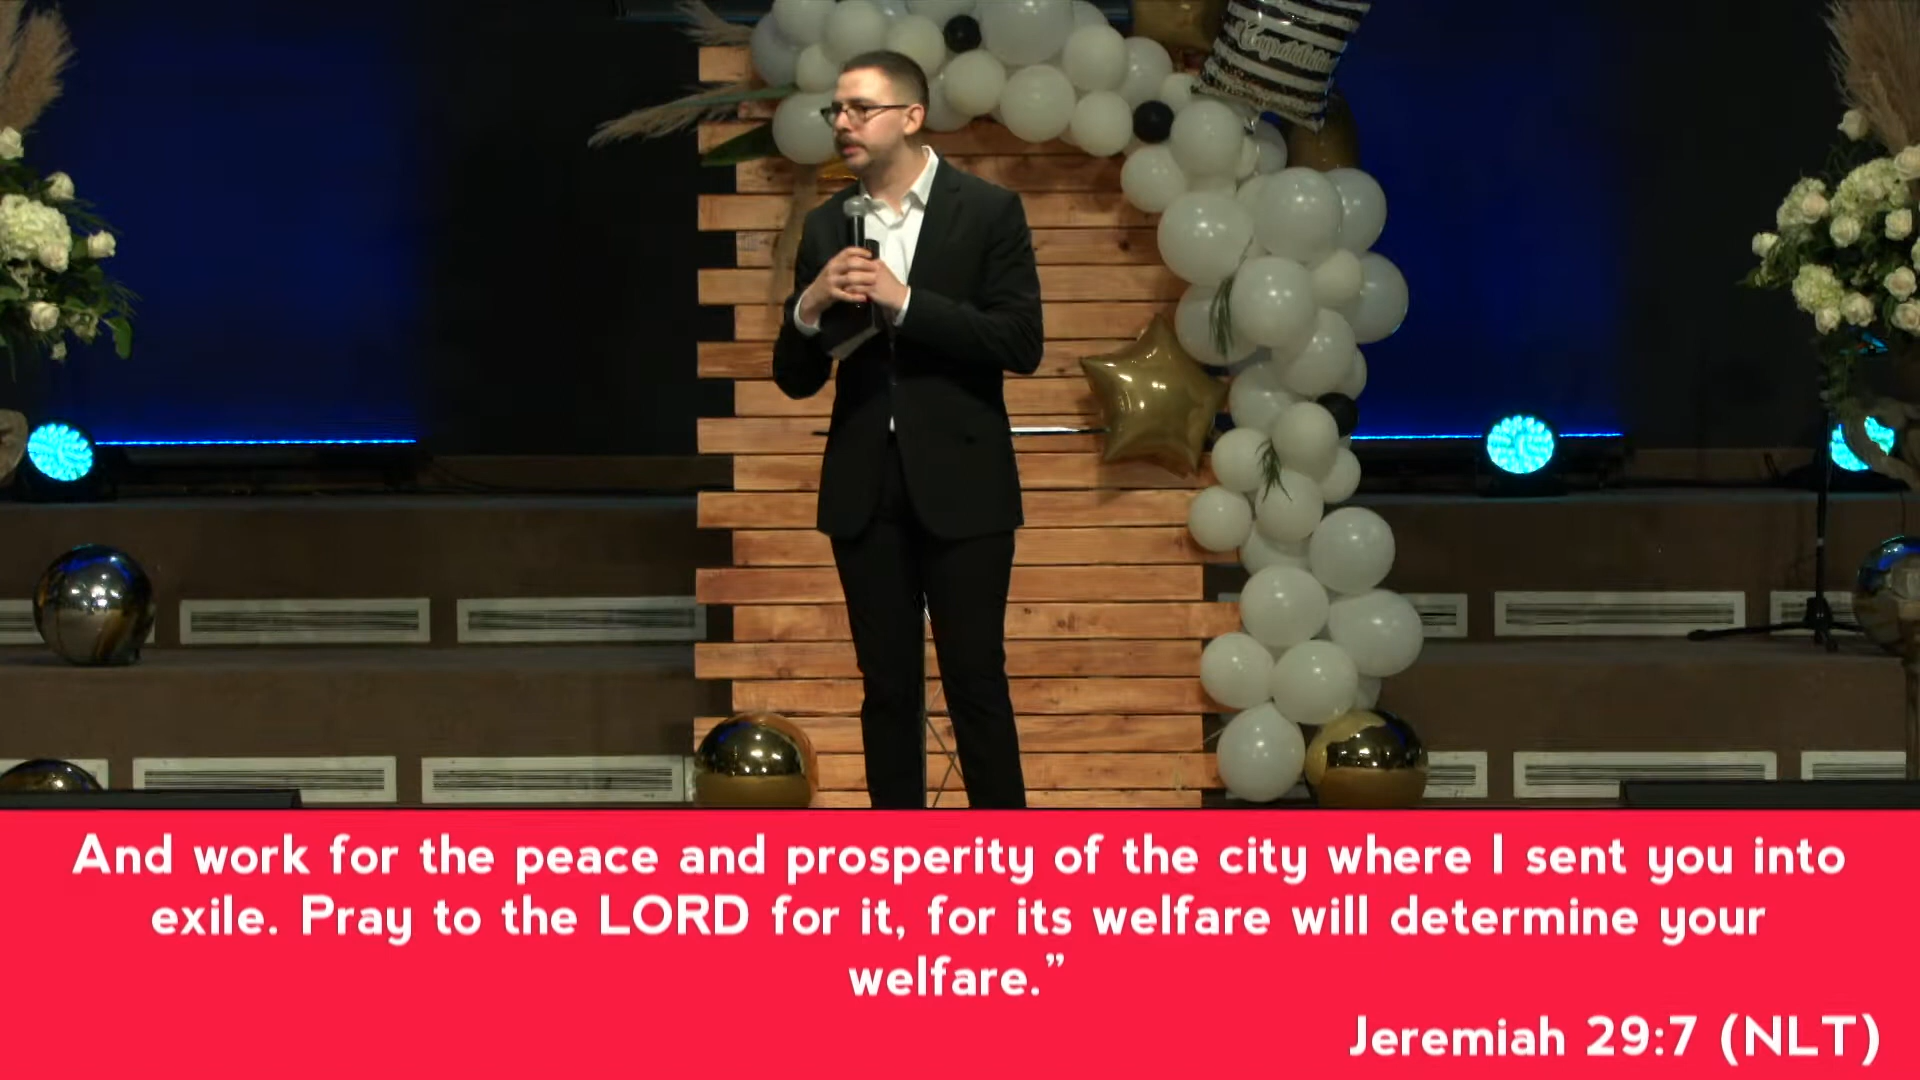 Congratulations
And work for the peace and prosperity of the city where I sent you into
exile. Pray to the LORD for it, for its welfare will determine your
welfare.”
Jeremiah 29:7 (NLT)